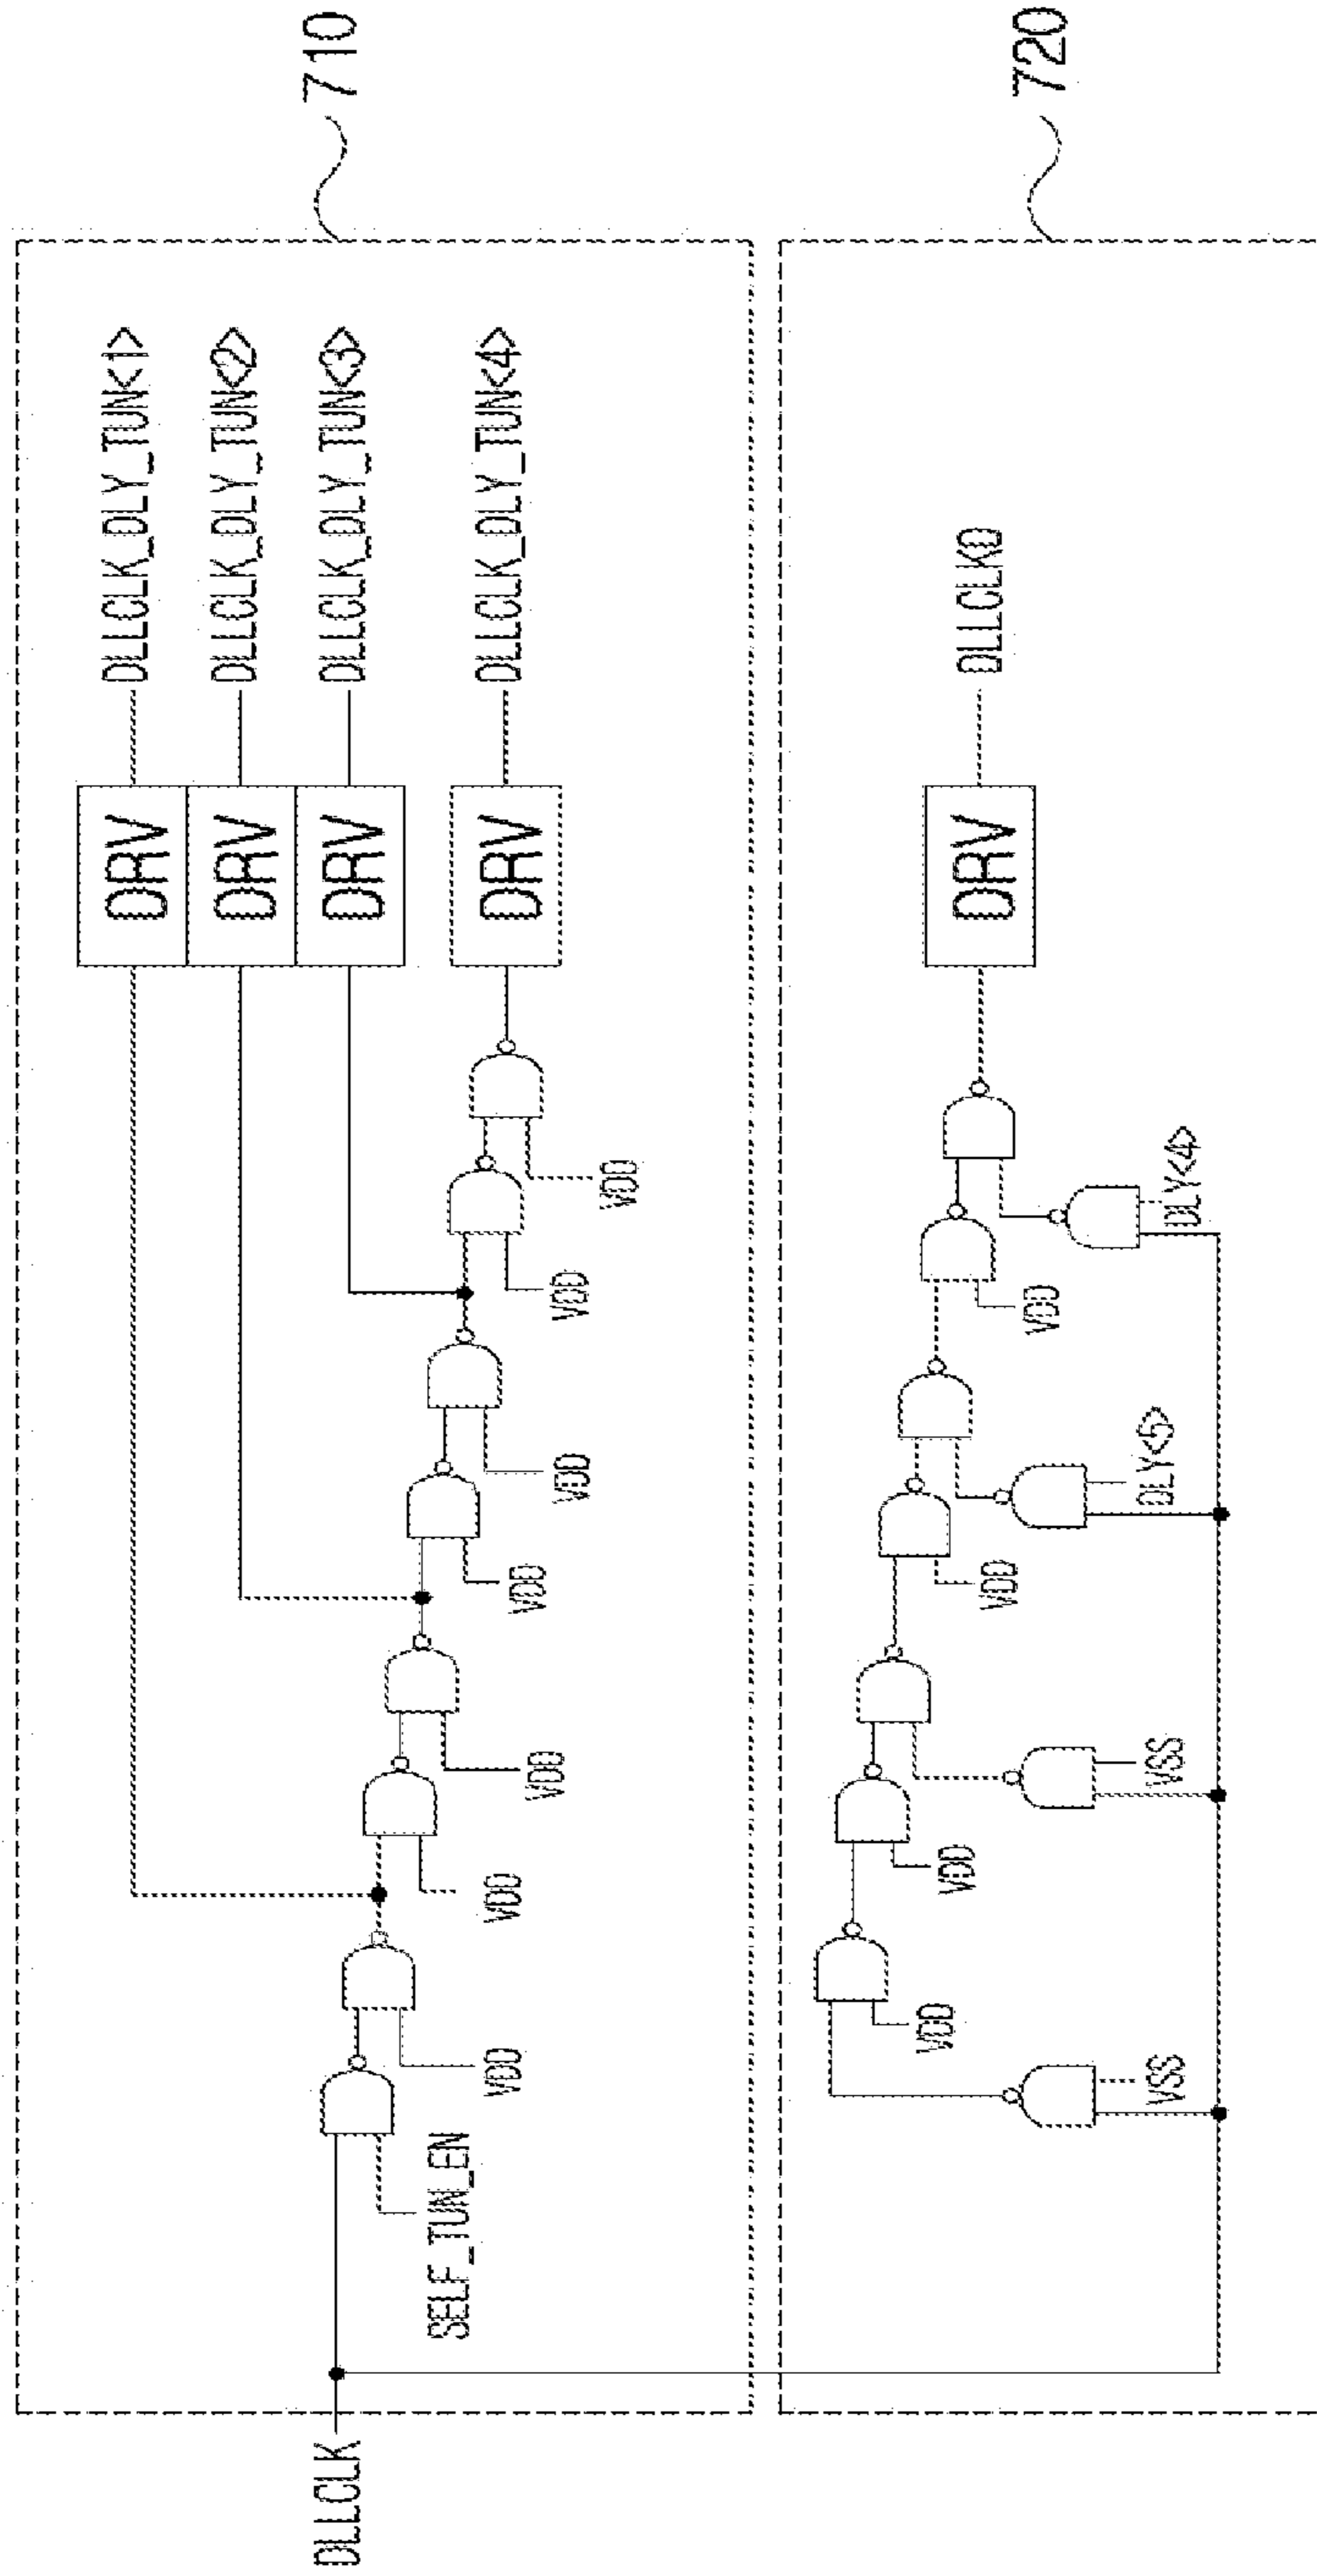 710
DLLCLK_DLY_TUN<1>
DLLCLK_DLY_TUN<2>
DLLCLK_DLY_TUN<3>
DLLCLK_DLY_TUN<4>
DRV
DRV
DRV
DRV
VDD
VDD
VDD
VDD
VDD
VDD
VDD
SELF_TUN_EN
DLLCLK
720
DLLCLKD
DRV
DLY<4>
VDD
DLY<5>
VDD
VSS
VDD
VDD
VSS